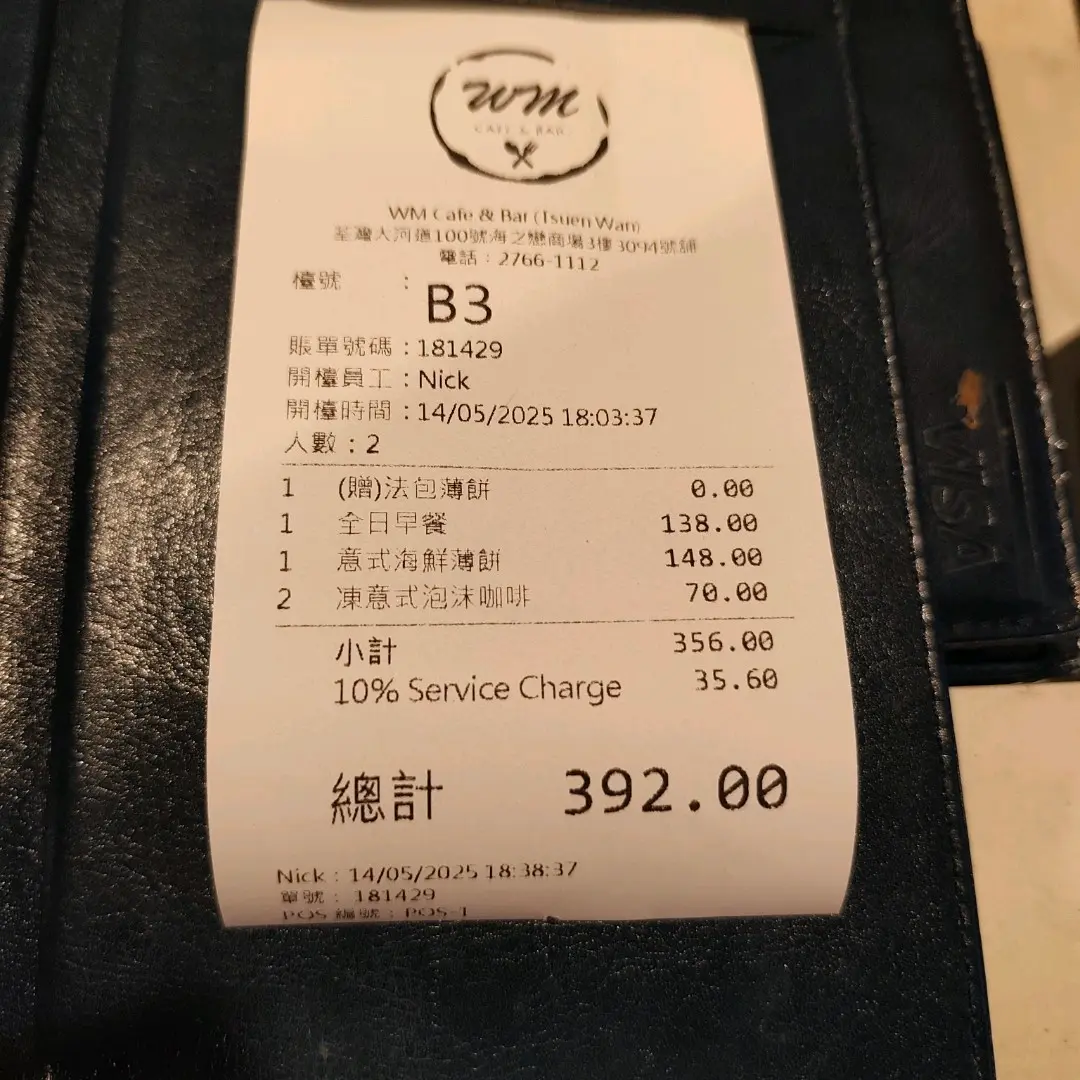 wm
CAFE & BAR
WM Cafe & Bar (Tsuen Wan)
荃灣大河道100號海之戀商場3樓 3094號舖
電話：2766-1112
檯號 :
B3
賬單號碼 : 181429
開檯員工 : Nick
開檯時間 : 14/05/2025 18:03:37
人數 : 2
1 (贈)法包薄餅 0.00
1 全日早餐 138.00
1 意式海鮮薄餅 148.00
2 凍意式泡沫咖啡 70.00
小計 356.00
10% Service Charge 35.60
總計 392.00
Nick : 14/05/2025 18:38:37
單號 : 181429
POS 編號 : POS-1
VSM